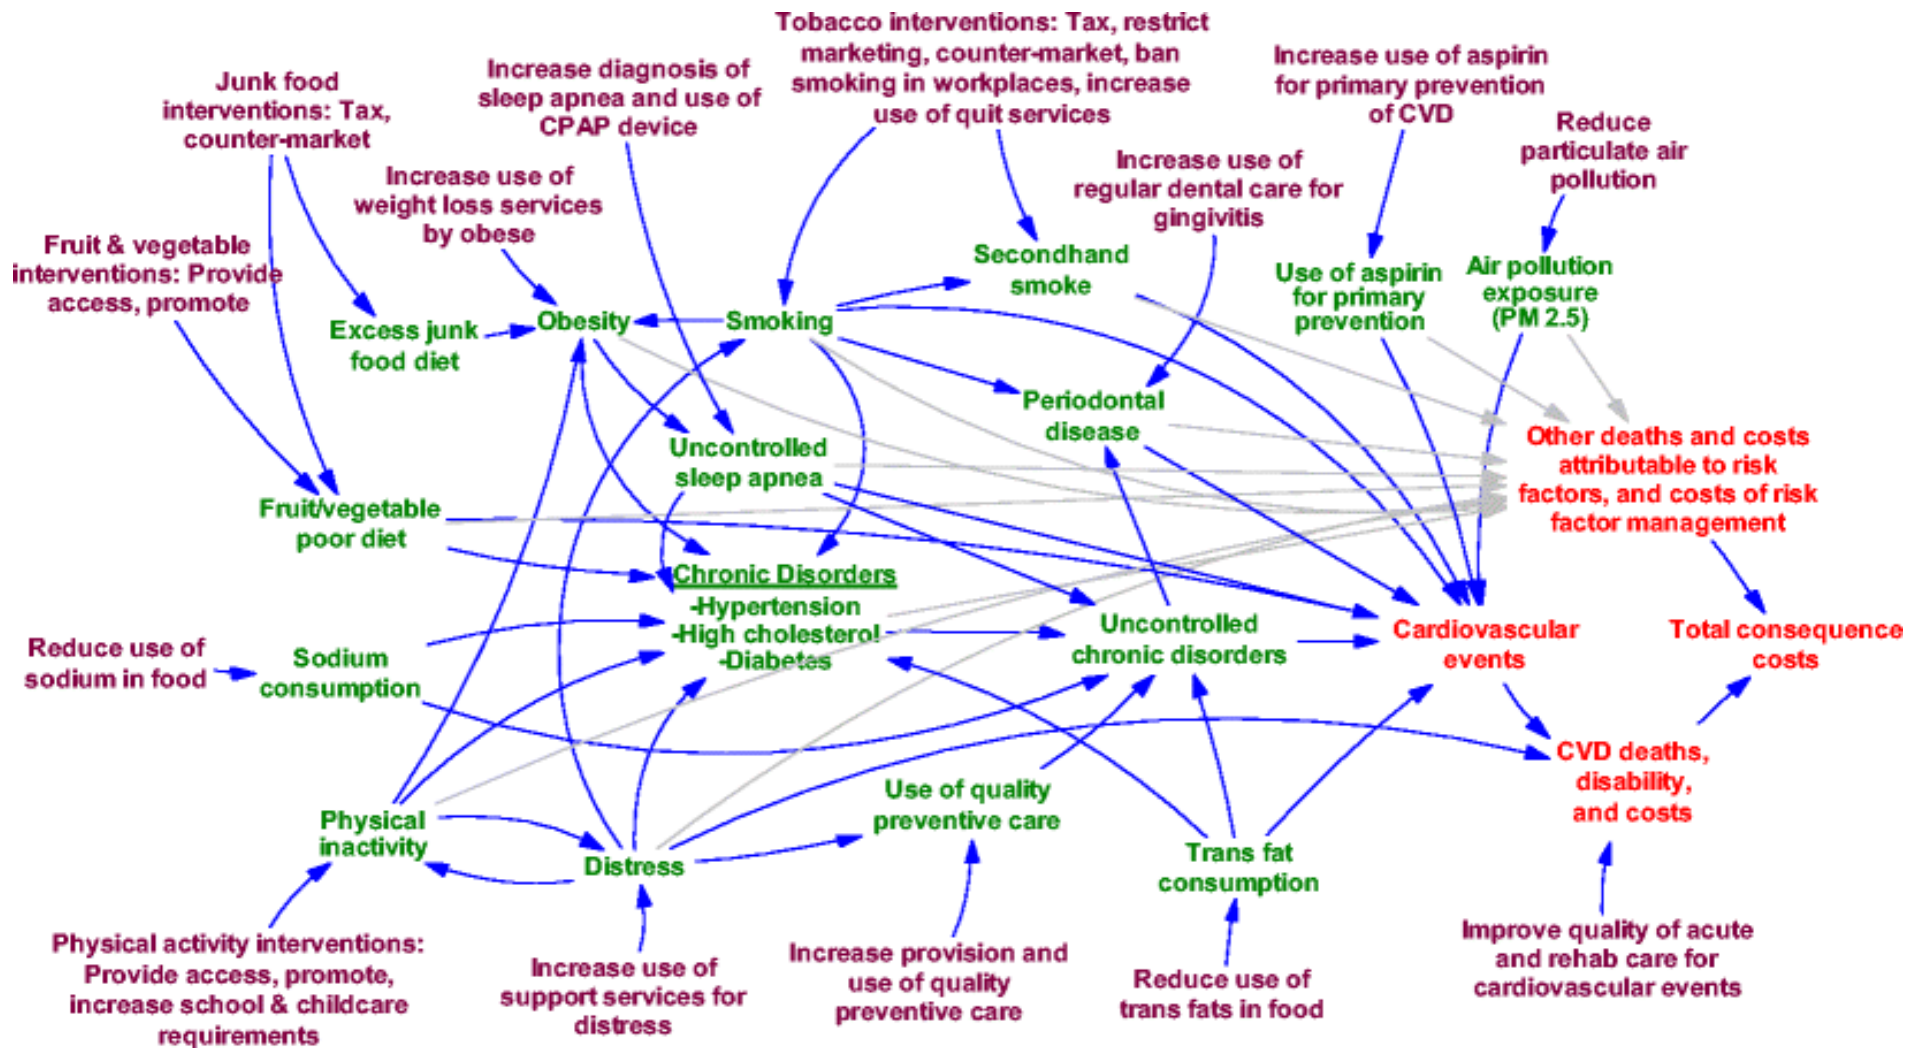 Tobacco interventions: Tax, restrict
marketing, counter-market, ban
smoking in workplaces, increase
use of quit services
Increase use of aspirin
for primary prevention
of CVD
Increase diagnosis of
sleep apnea and use of
CPAP device
Junk food
interventions: Tax,
counter-market
Reduce
particulate air
pollution
Increase use of
regular dental care for
gingivitis
Increase use of
weight loss services
by obese
Fruit & vegetable
interventions: Provide
access, promote
Secondhand
smoke
Use of aspirin
for primary
prevention
Air pollution
exposure
(PM 2.5)
Excess junk
food diet
Obesity
Smoking
Periodontal
disease
Uncontrolled
sleep apnea
Other deaths and costs
attributable to risk
factors, and costs of risk
factor management
Fruit/vegetable
poor diet
Chronic Disorders
-Hypertension
-High cholesterol
-Diabetes
Uncontrolled
chronic disorders
Cardiovascular
events
Total consequence
costs
Reduce use of
sodium in food
Sodium
consumption
CVD deaths,
disability,
and costs
Use of quality
preventive care
Physical
inactivity
Distress
Trans fat
consumption
Physical activity interventions:
Provide access, promote,
increase school & childcare
requirements
Increase use of
support services for
distress
Increase provision and
use of quality
preventive care
Reduce use of
trans fats in food
Improve quality of acute
and rehab care for
cardiovascular events